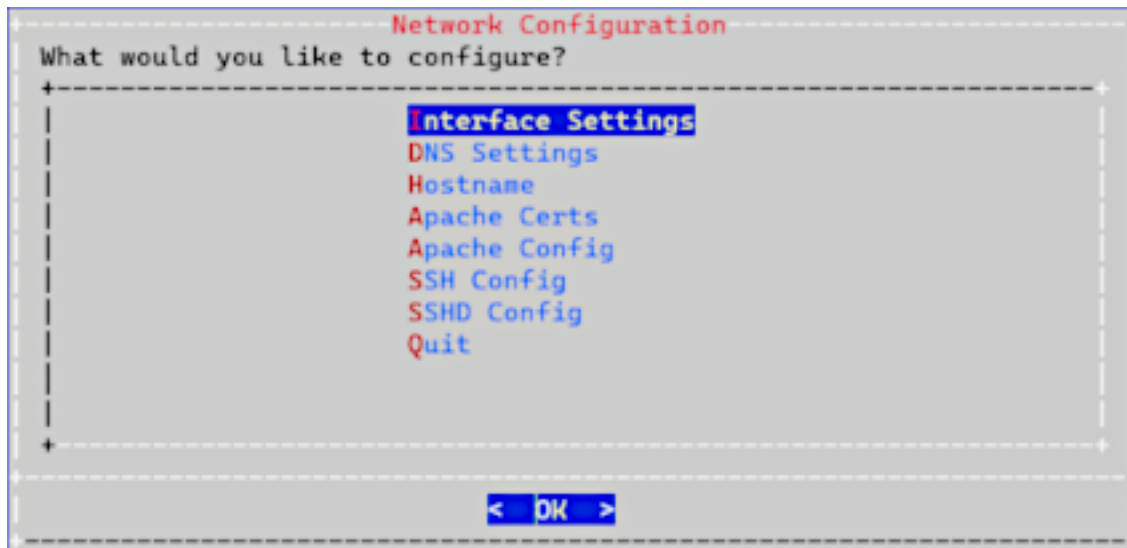 Network Configuration
What would you like to configure?
Interface Settings
DNS Settings
Hostname
Apache Certs
Apache Config
SSH Config
SSHD Config
Quit
< OK >